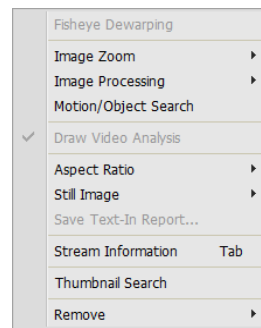 Fisheye Dewarping
Image Zoom
Image Processing
Motion/Object Search
Draw Video Analysis
Aspect Ratio
Still Image
Save Text-In Report...
Stream Information Tab
Thumbnail Search
Remove